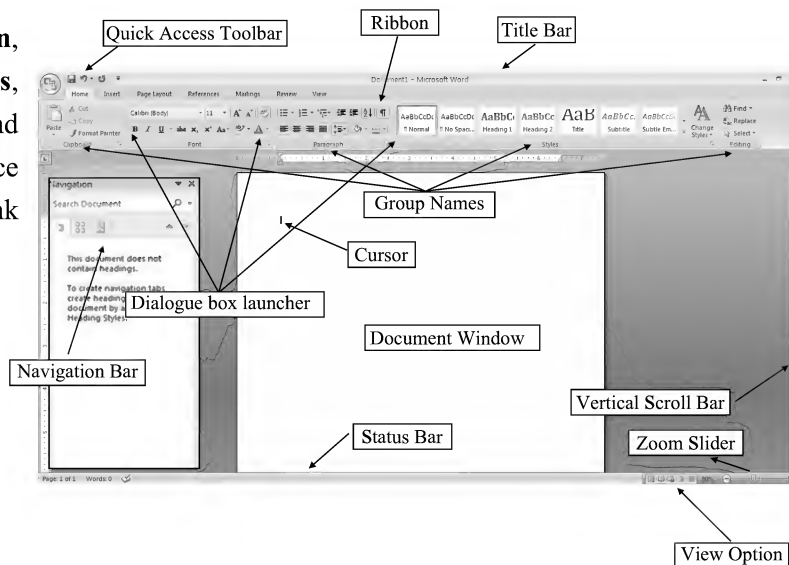 n,
s,
nd
ce
nk
Quick Access Toolbar
Ribbon
Title Bar
Document1 - Microsoft Word
Home Insert Page Layout References Mailings Review View
Cut
Copy
Format Painter
Paste
Clipboard
Calibri (Body) 11
Font
Paragraph
AaBbCcDc AaBbCcDc AaBbC AaBbCc AaB AaBbCc. AaBbCcD
¶ Normal ¶ No Spac... Heading 1 Heading 2 Title Subtitle Subtle Em...
Change
Styles
Styles
Find
Replace
Select
Editing
Navigation
Search Document
Group Names
Cursor
This document does not
contain headings.
To create navigation tabs
create heading
document by a
Heading Styles.
Dialogue box launcher
Document Window
Navigation Bar
Vertical Scroll Bar
Status Bar
Zoom Slider
Page: 1 of 1 Words: 0
View Option